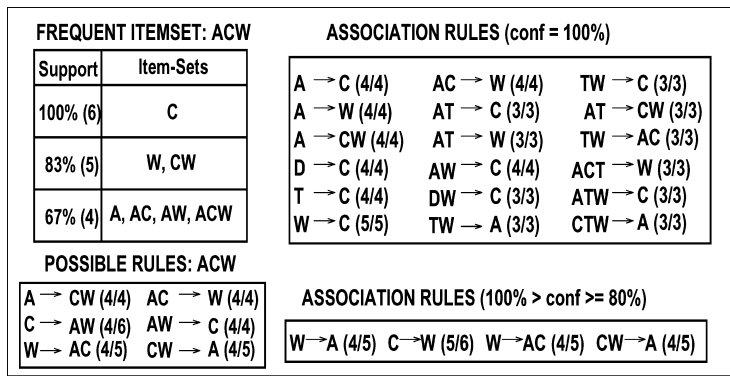 FREQUENT ITEMSET: ACW
Support Item-Sets
100% (6) C
83% (5) W, CW
67% (4) A, AC, AW, ACW
POSSIBLE RULES: ACW
A → CW (4/4) AC → W (4/4)
C → AW (4/6) AW → C (4/4)
W → AC (4/5) CW → A (4/5)
ASSOCIATION RULES (conf = 100%)
A → C (4/4) AC → W (4/4) TW → C (3/3)
A → W (4/4) AT → C (3/3) AT → CW (3/3)
A → CW (4/4) AT → W (3/3) TW → AC (3/3)
D → C (4/4) AW → C (4/4) ACT → W (3/3)
T → C (4/4) DW → C (3/3) ATW → C (3/3)
W → C (5/5) TW → A (3/3) CTW → A (3/3)
ASSOCIATION RULES (100% > conf >= 80%)
W → A (4/5) C → W (5/6) W → AC (4/5) CW → A (4/5)